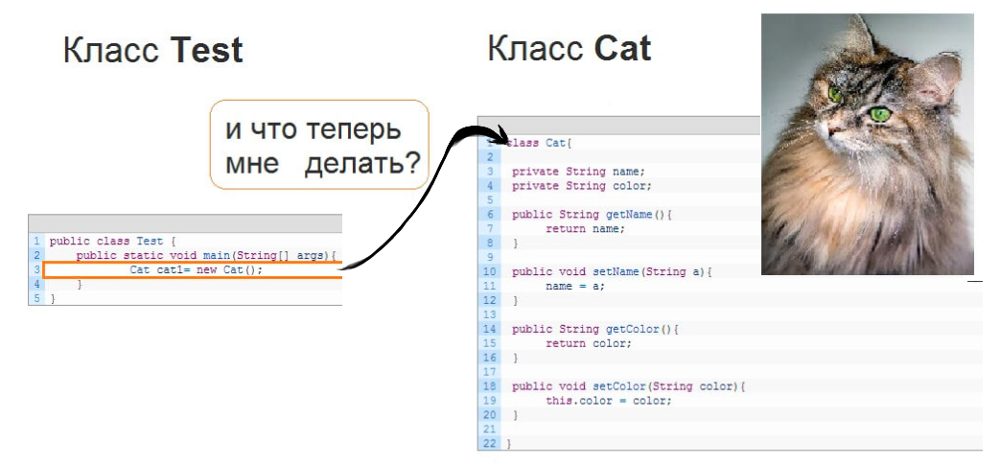 Класс Test
Класс Cat
и что теперь
мне делать?
1 public class Test {
2 public static void main(String[] args){
3 Cat cat1= new Cat();
4 }
5 }
1 class Cat{
2
3 private String name;
4 private String color;
5
6 public String getName(){
7 return name;
8 }
9
10 public void setName(String a){
11 name = a;
12 }
13
14 public String getColor(){
15 return color;
16 }
17
18 public void setColor(String color){
19 this.color = color;
20 }
21
22 }